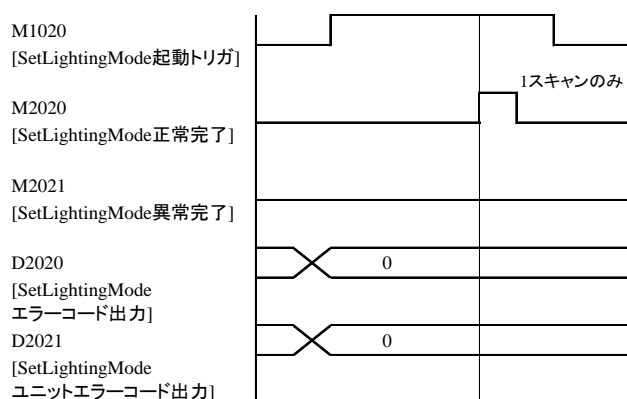 M1020
[SetLightingMode起動トリガ]
1スキャンのみ
M2020
[SetLightingMode正常完了]
M2021
[SetLightingMode異常完了]
D2020
0
[SetLightingMode
エラーコード出力]
D2021
0
[SetLightingMode
ユニットエラーコード出力]